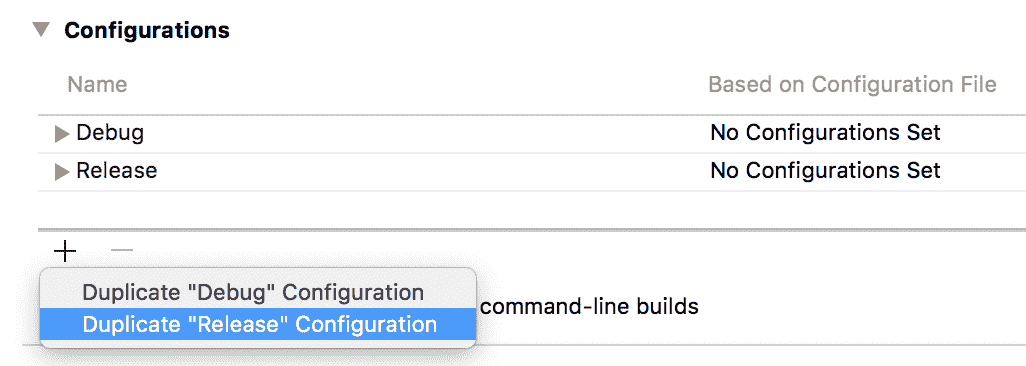 Configurations
Name Based on Configuration File
Debug No Configurations Set
Release No Configurations Set
Duplicate "Debug" Configuration
command-line builds
Duplicate "Release" Configuration